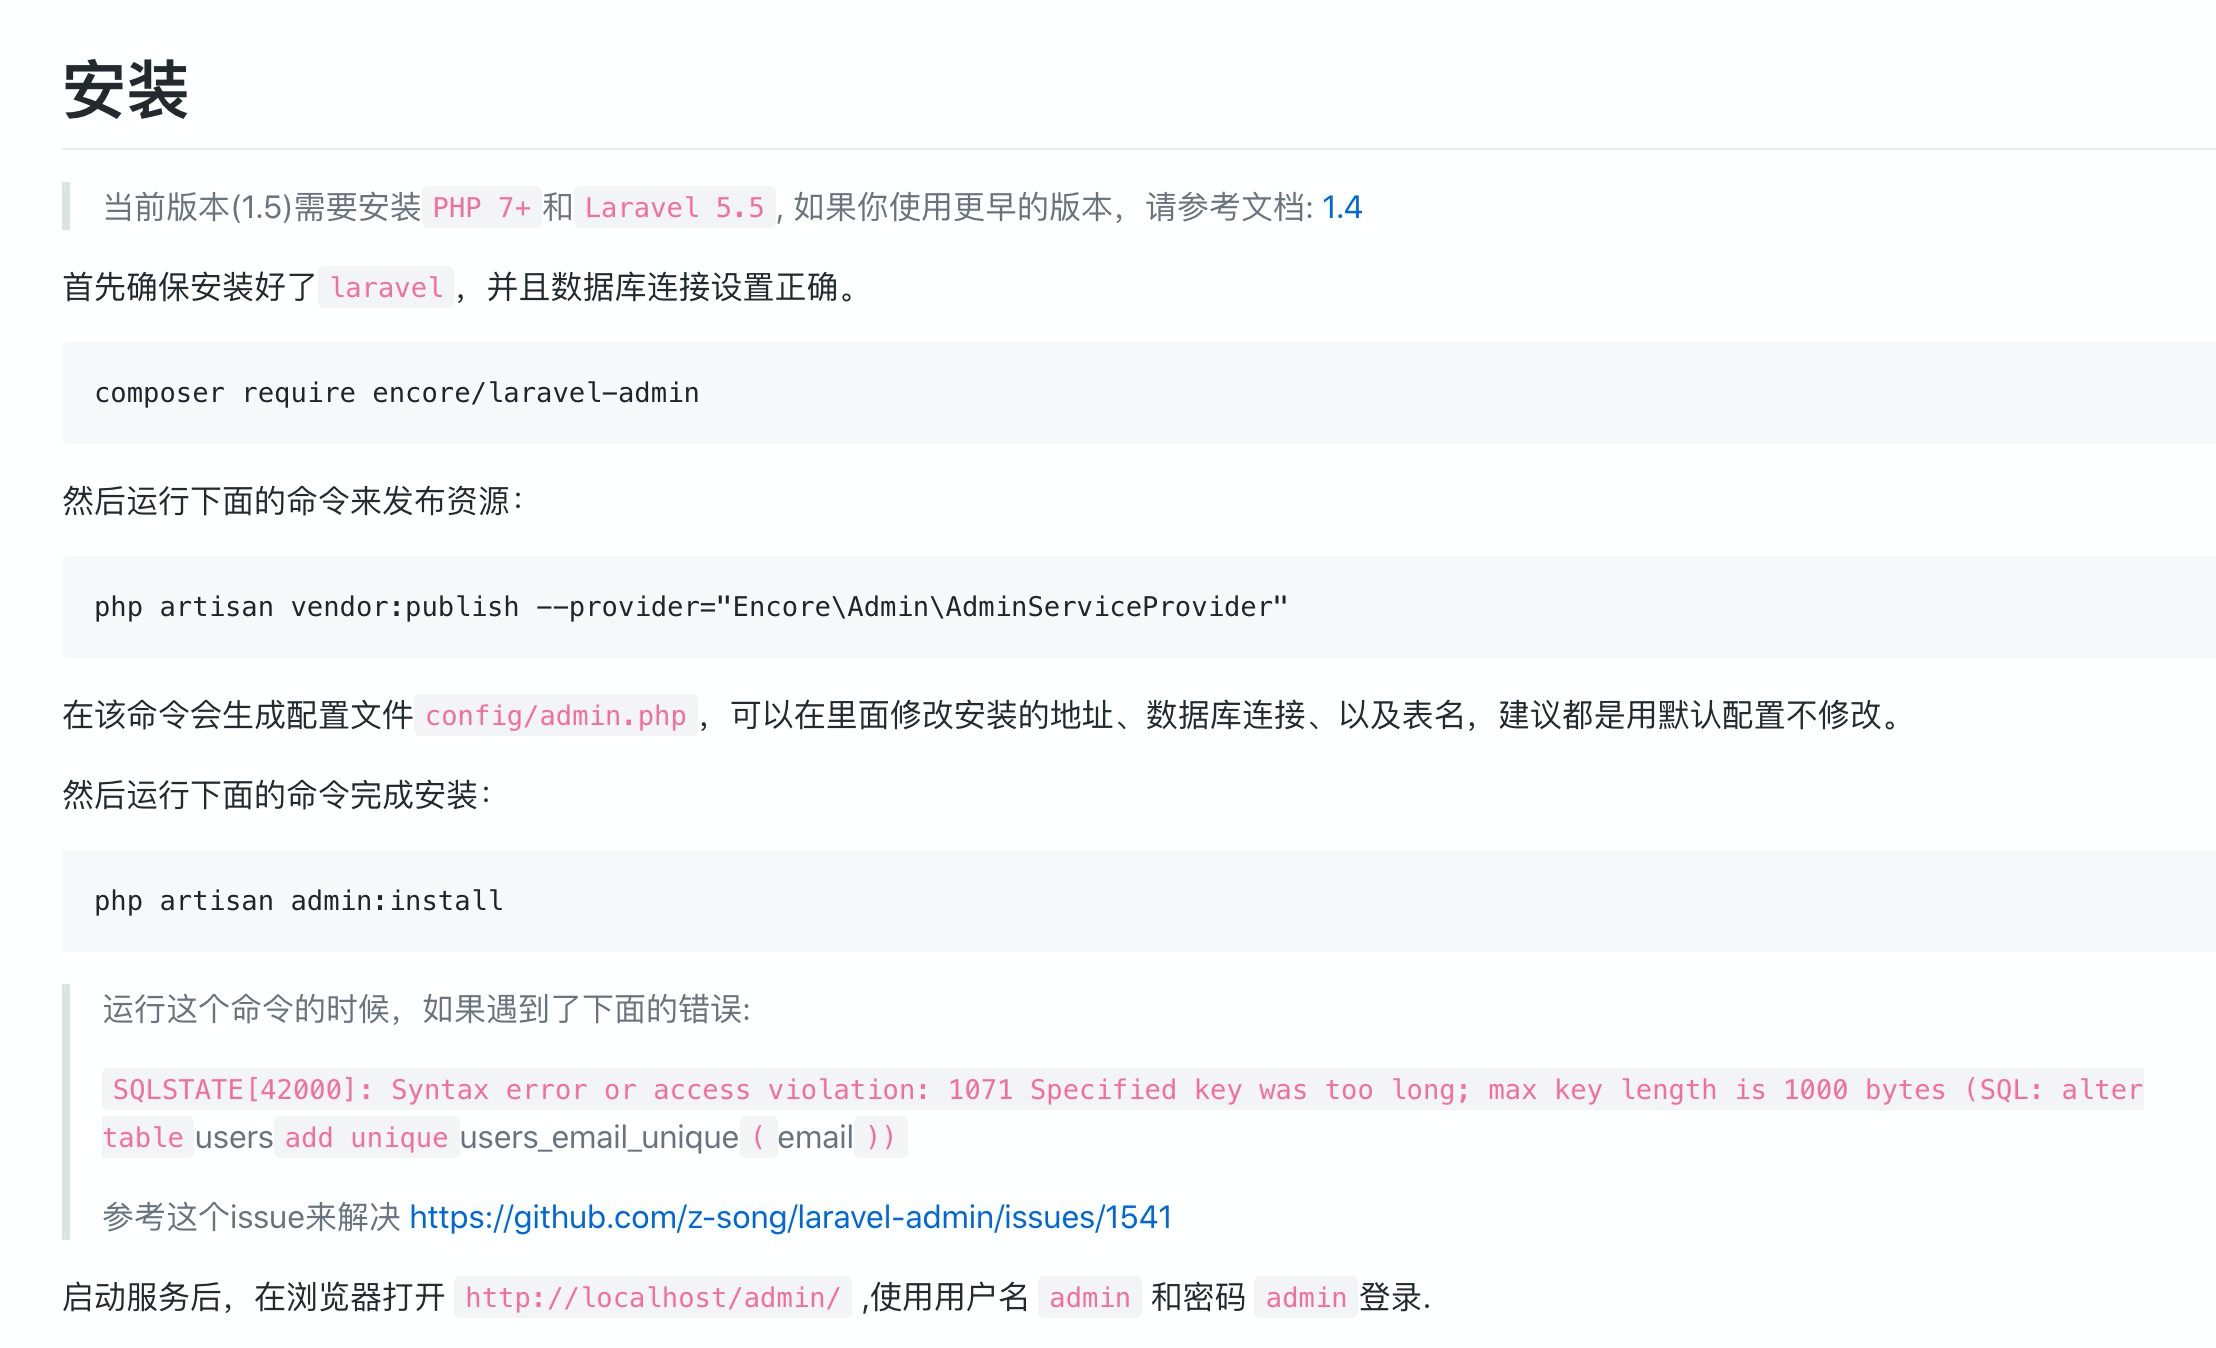 安装
当前版本(1.5)需要安装PHP 7+和Laravel 5.5, 如果你使用更早的版本，请参考文档: 1.4
首先确保安装好了laravel，并且数据库连接设置正确。
composer require encore/laravel-admin
然后运行下面的命令来发布资源：
php artisan vendor:publish --provider="Encore\Admin\AdminServiceProvider"
在该命令会生成配置文件config/admin.php，可以在里面修改安装的地址、数据库连接、以及表名，建议都是用默认配置不修改。
然后运行下面的命令完成安装：
php artisan admin:install
运行这个命令的时候，如果遇到了下面的错误:
SQLSTATE[42000]: Syntax error or access violation: 1071 Specified key was too long; max key length is 1000 bytes (SQL: alter
table users add unique users_email_unique ( email ))
参考这个issue来解决 https://github.com/z-song/laravel-admin/issues/1541
启动服务后，在浏览器打开 http://localhost/admin/ ,使用用户名 admin 和密码 admin登录.